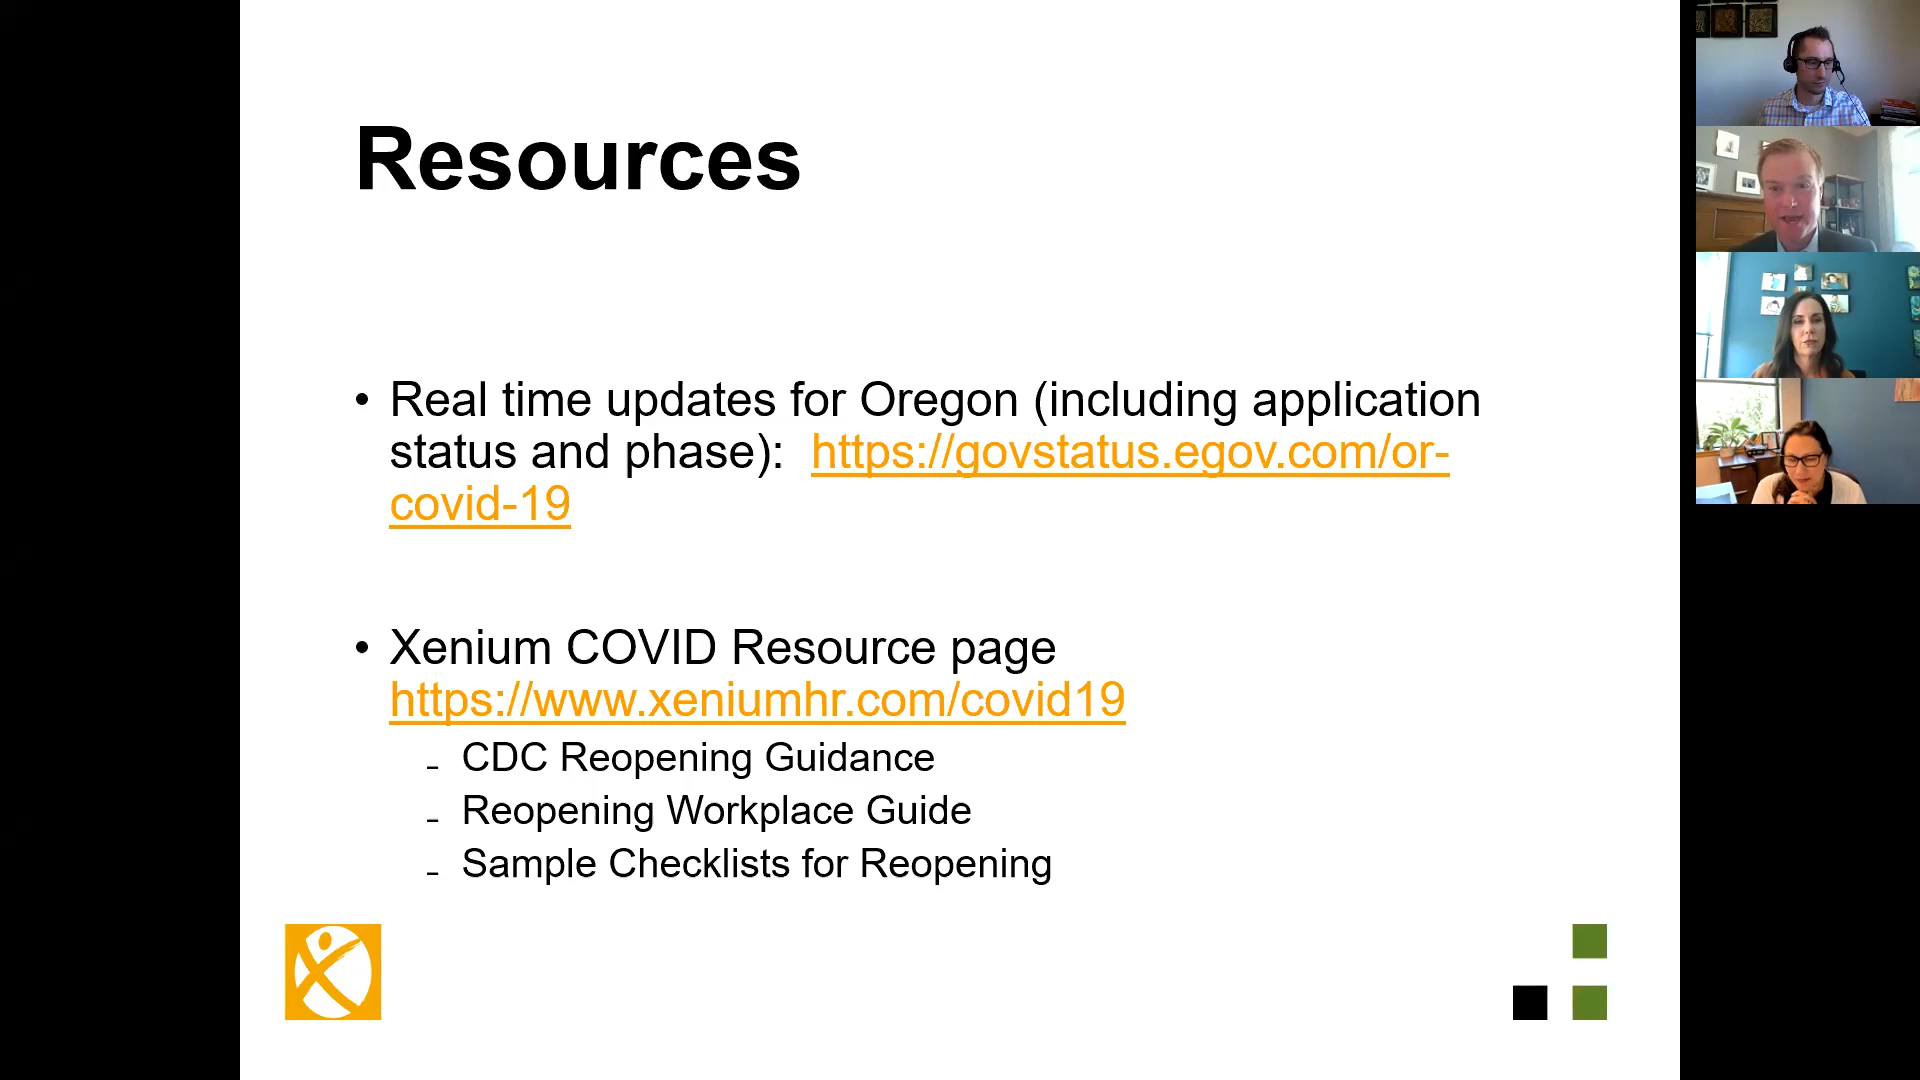 Resources
• Real time updates for Oregon (including application
status and phase): https://govstatus.egov.com/or-
covid-19
• Xenium COVID Resource page
https://www.xeniumhr.com/covid19
- CDC Reopening Guidance
- Reopening Workplace Guide
- Sample Checklists for Reopening